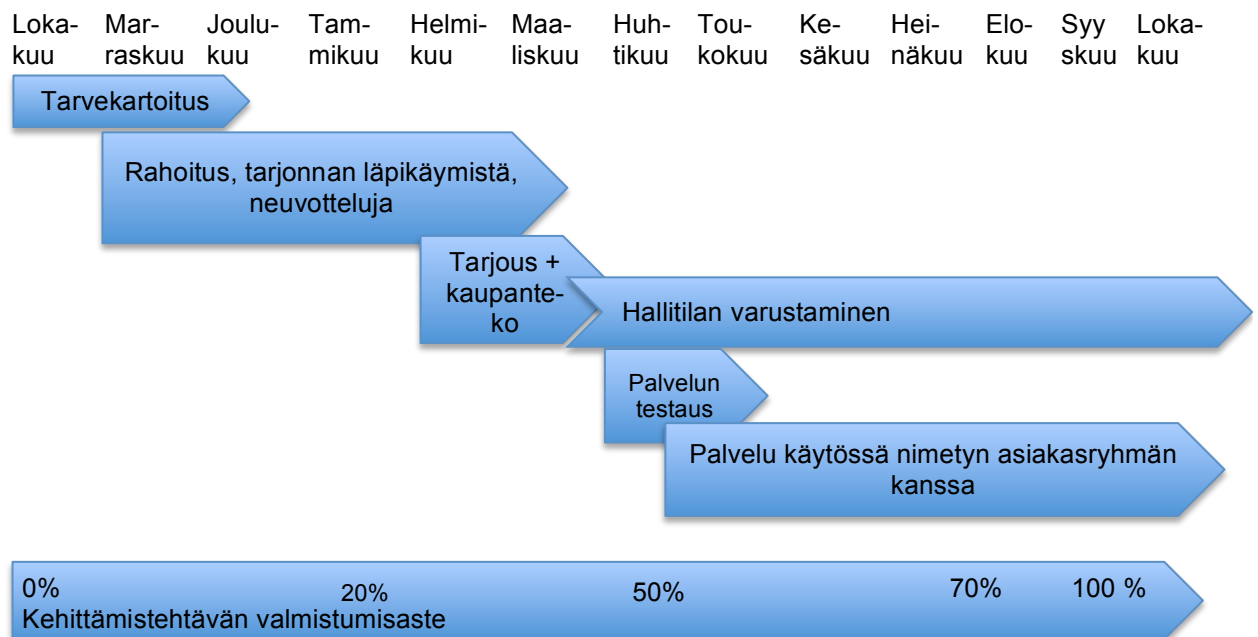 Loka- Mar- Joulu- Tam- Helmi- Maa- Huh- Tou- Ke- Hei- Elo- Syy Loka-
kuu raskuu kuu mikuu kuu liskuu tikuu kokuu säkuu näkuu kuu skuu kuu
Tarvekartoitus
Rahoitus, tarjonnan läpikäymistä,
neuvotteluja
Tarjous +
kaupante-
ko
Hallitilan varustaminen
Palvelun
testaus
Palvelu käytössä nimetyn asiakasryhmän
kanssa
0% 20% 50% 70% 100 %
Kehittämistehtävän valmistumisaste